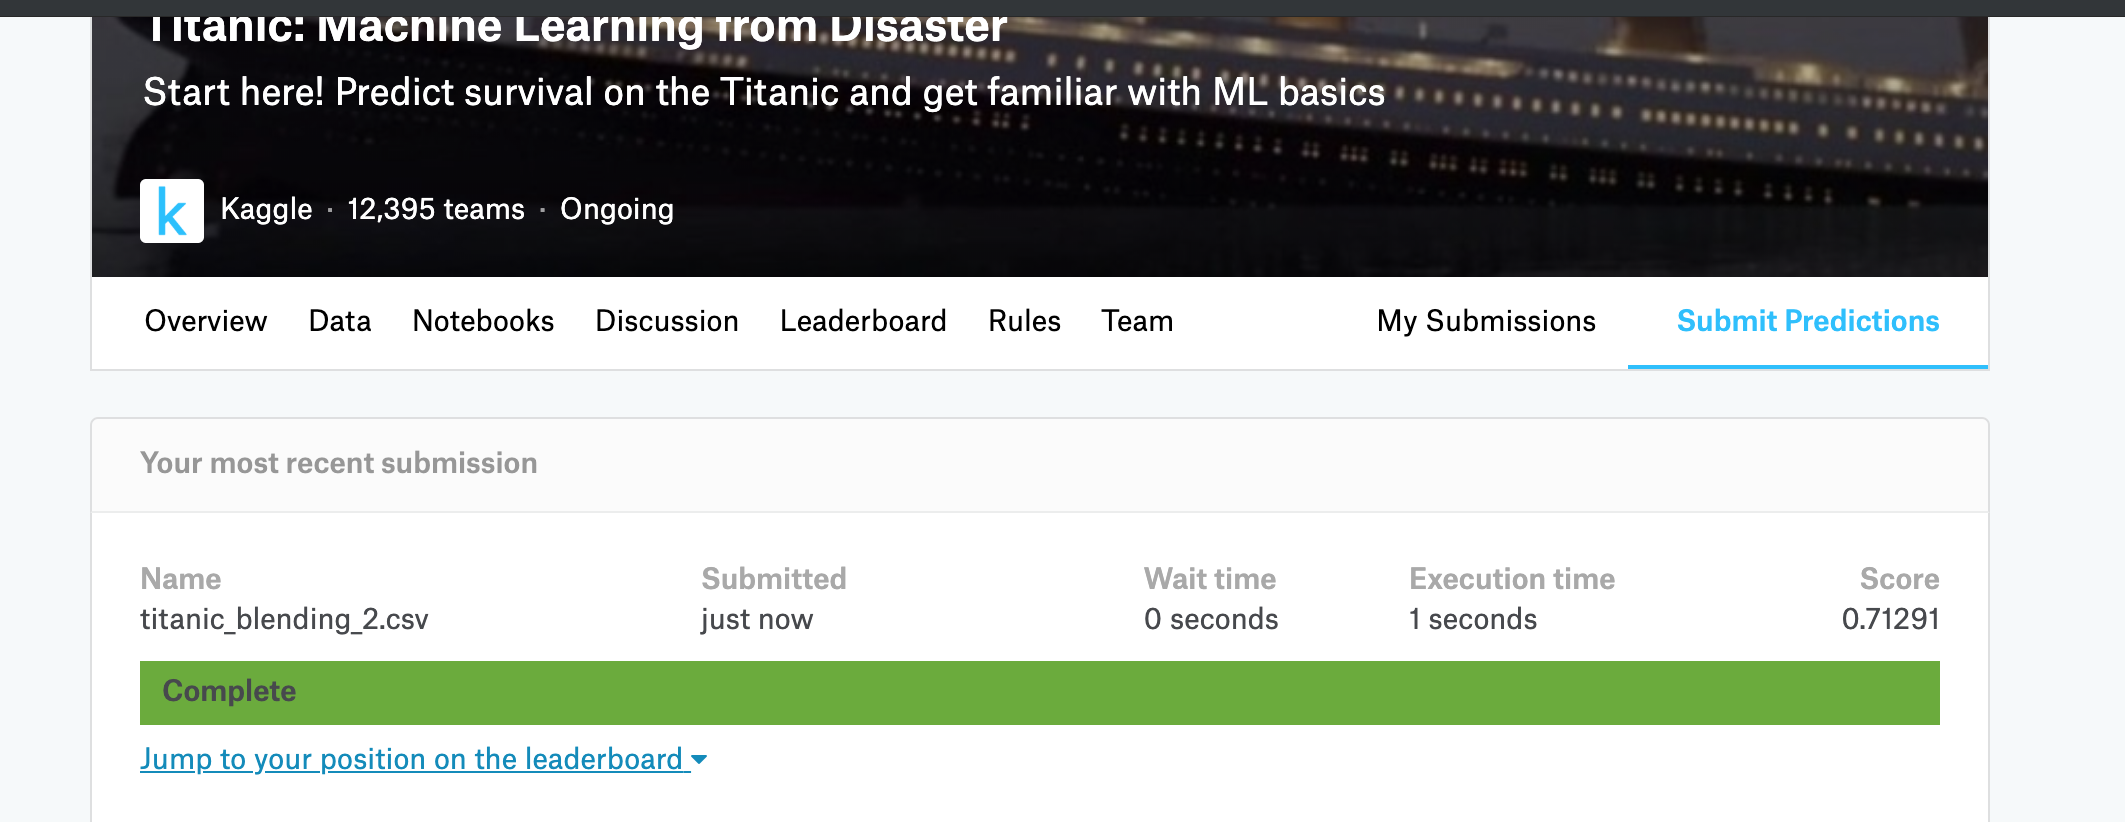 Titanic: Machine Learning from Disaster
Start here! Predict survival on the Titanic and get familiar with ML basics
k
Kaggle · 12,395 teams · Ongoing
Overview Data Notebooks Discussion Leaderboard Rules Team My Submissions Submit Predictions
Your most recent submission
Name Submitted Wait time Execution time Score
titanic_blending_2.csv just now 0 seconds 1 seconds 0.71291
Complete
Jump to your position on the leaderboard